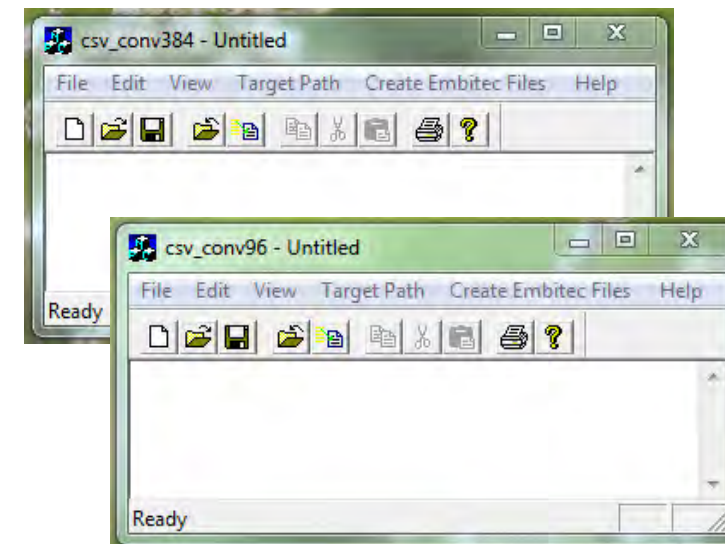 csv_conv384 - Untitled
File Edit View Target Path Create Embitec Files Help
Ready
csv_conv96 - Untitled
File Edit View Target Path Create Embitec Files Help
Ready